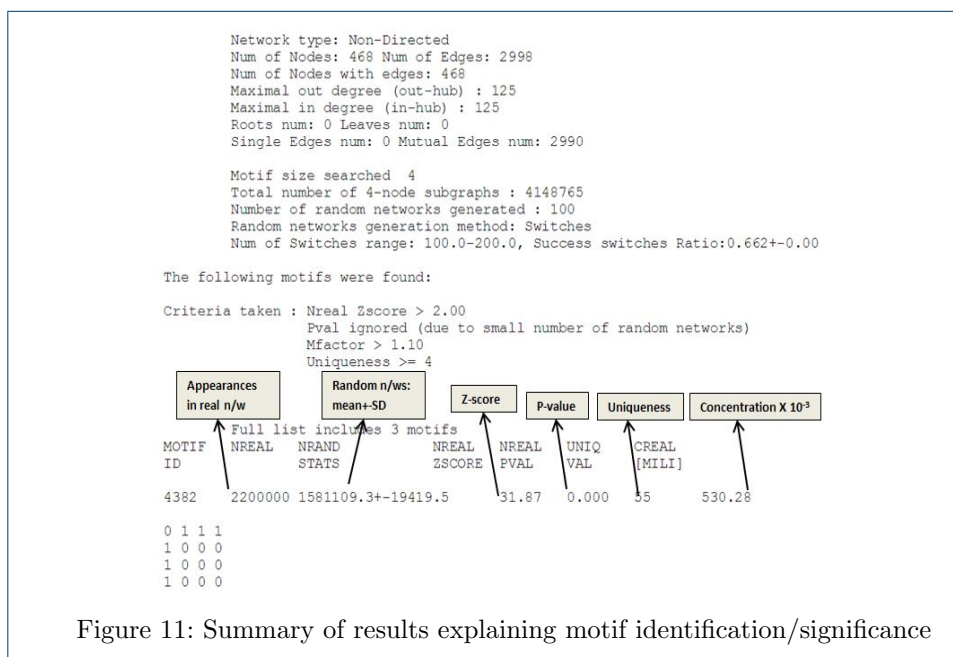 Network type: Non-Directed
Num of Nodes: 468 Num of Edges: 2998
Num of Nodes with edges: 468
Maximal out degree (out-hub) : 125
Maximal in degree (in-hub) : 125
Roots num: 0 Leaves num: 0
Single Edges num: 0 Mutual Edges num: 2990
Motif size searched 4
Total number of 4-node subgraphs : 4148765
Number of random networks generated : 100
Random networks generation method: Switches
Num of Switches range: 100.0-200.0, Success switches Ratio:0.662+-0.00
The following motifs were found:
Criteria taken : Nreal Zscore > 2.00
Pval ignored (due to small number of random networks)
Mfactor > 1.10
Uniqueness >= 4
Appearances in real n/w
Random n/ws: mean+-SD
Z-score
P-value
Uniqueness
Concentration X 10-3
Full list includes 3 motifs
MOTIF NREAL NRAND NREAL NREAL UNIQ CREAL
ID STATS ZSCORE PVAL VAL [MILI]
4382 2200000 1581109.3+-19419.5 31.87 0.000 55 530.28
0 1 1 1
1 0 0 0
1 0 0 0
1 0 0 0
Figure 11: Summary of results explaining motif identification/significance